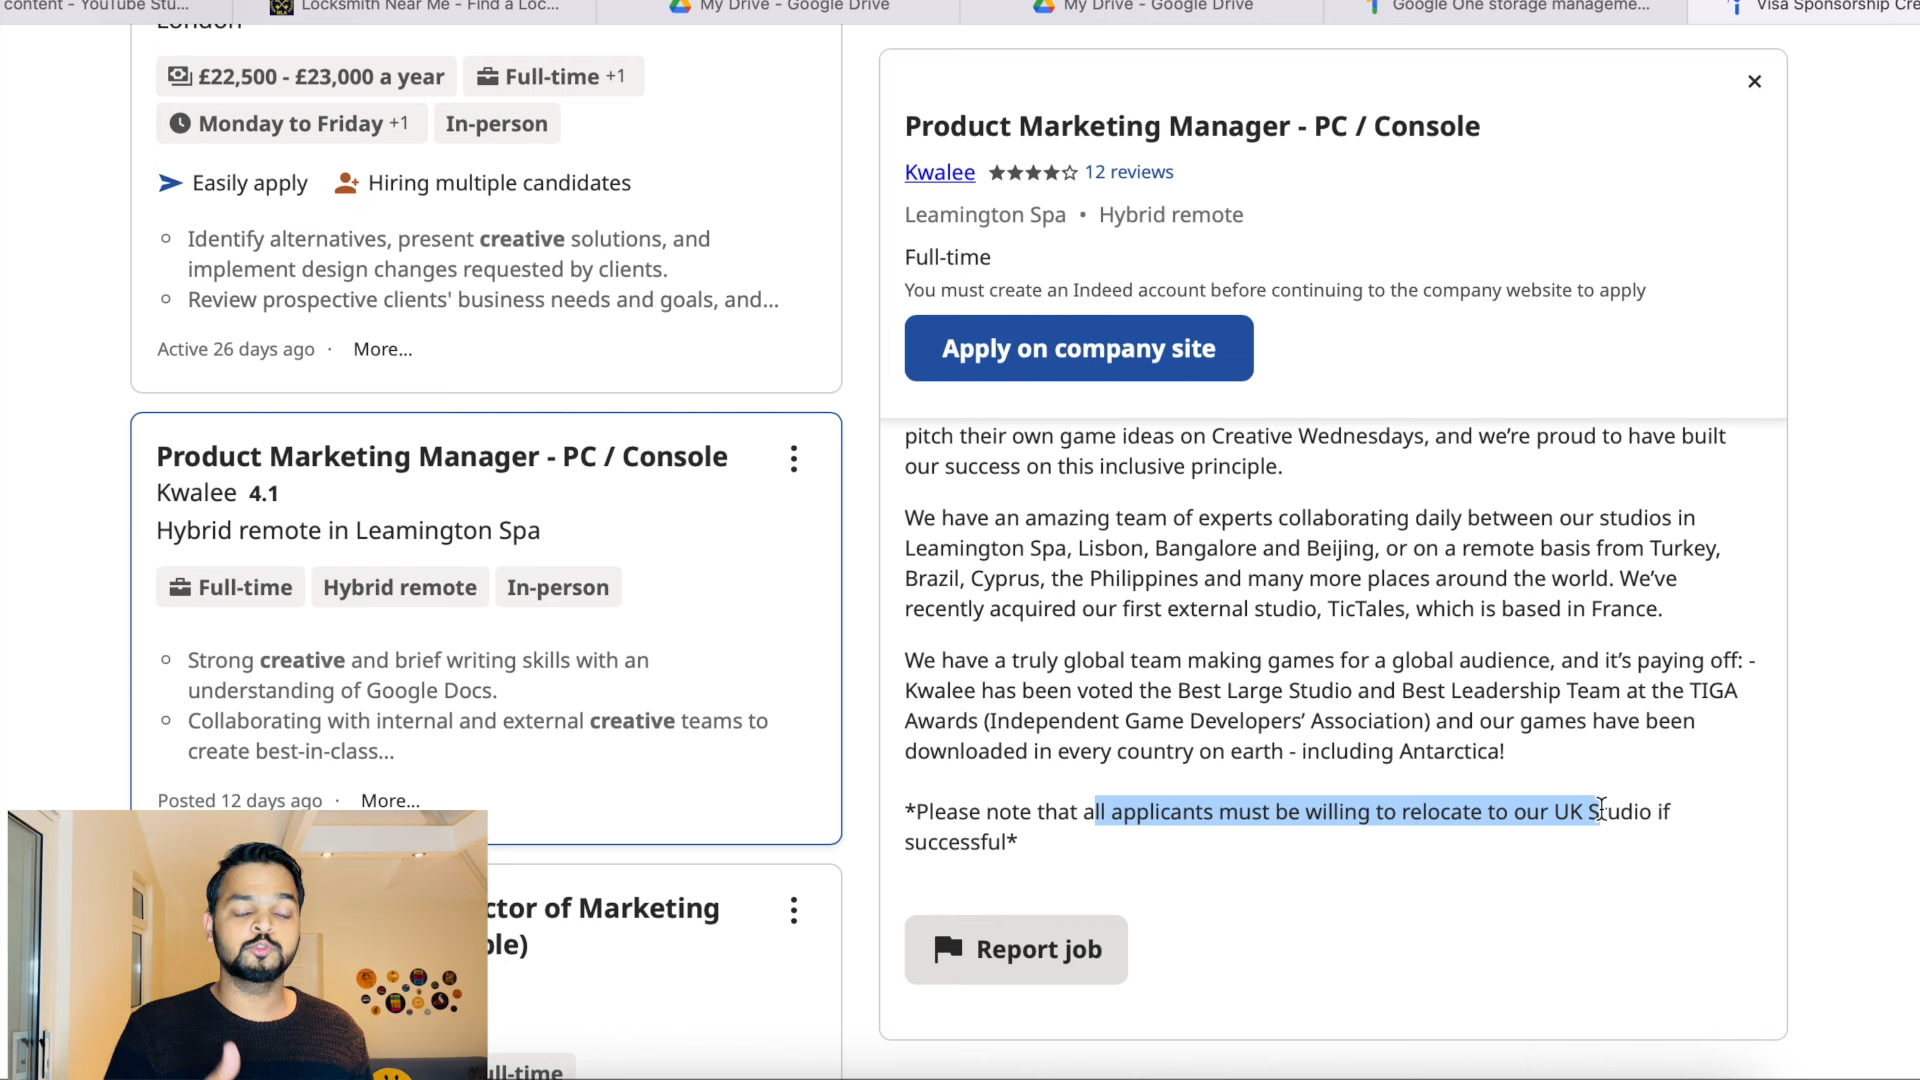 content - YouTube Stu...
Locksmith Near Me - Find a Loc...
My Drive - Google Drive
My Drive - Google Drive
Google One storage manageme...
Visa Sponsorship Cre
London
£22,500 - £23,000 a year
Full-time +1
Monday to Friday +1
In-person
Easily apply
Hiring multiple candidates
Identify alternatives, present creative solutions, and
implement design changes requested by clients.
Review prospective clients' business needs and goals, and...
Active 26 days ago · More...
Product Marketing Manager - PC / Console
Kwalee 4.1
Hybrid remote in Leamington Spa
Full-time
Hybrid remote
In-person
Strong creative and brief writing skills with an
understanding of Google Docs.
Collaborating with internal and external creative teams to
create best-in-class...
Posted 12 days ago · More...
ctor of Marketing
ble)
ull-time
Product Marketing Manager - PC / Console
Kwalee 12 reviews
Leamington Spa • Hybrid remote
Full-time
You must create an Indeed account before continuing to the company website to apply
Apply on company site
pitch their own game ideas on Creative Wednesdays, and we’re proud to have built
our success on this inclusive principle.
We have an amazing team of experts collaborating daily between our studios in
Leamington Spa, Lisbon, Bangalore and Beijing, or on a remote basis from Turkey,
Brazil, Cyprus, the Philippines and many more places around the world. We’ve
recently acquired our first external studio, TicTales, which is based in France.
We have a truly global team making games for a global audience, and it’s paying off: -
Kwalee has been voted the Best Large Studio and Best Leadership Team at the TIGA
Awards (Independent Game Developers’ Association) and our games have been
downloaded in every country on earth - including Antarctica!
*Please note that all applicants must be willing to relocate to our UK Studio if
successful*
Report job